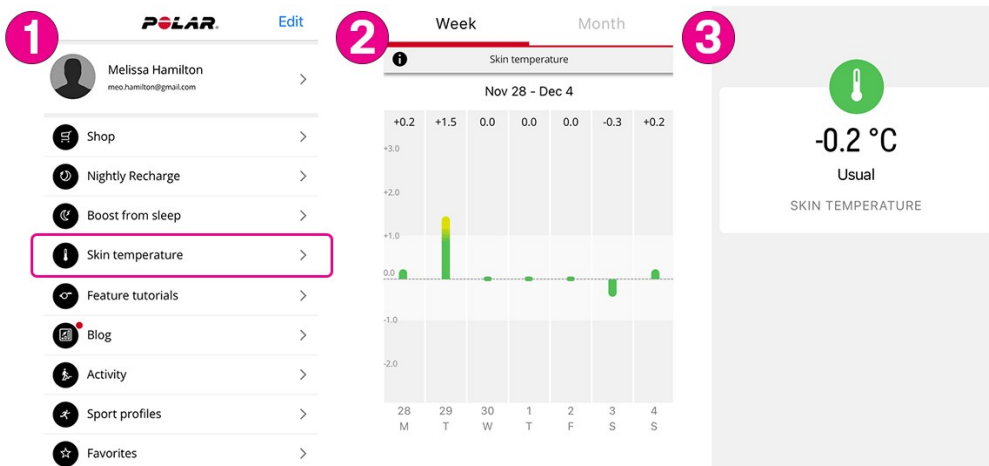 1
POLAR.
Edit
Melissa Hamilton
meo.hamilton@gmail.com
Shop
Nightly Recharge
Boost from sleep
Skin temperature
Feature tutorials
Blog
Activity
Sport profiles
Favorites
2
Week Month
Skin temperature
Nov 28 - Dec 4
+0.2 +1.5 0.0 0.0 0.0 -0.3 +0.2
+3.0
+2.0
+1.0
0.0
-1.0
-2.0
28 29 30 1 2 3 4
M T W T F S S
3
-0.2 °C
Usual
SKIN TEMPERATURE